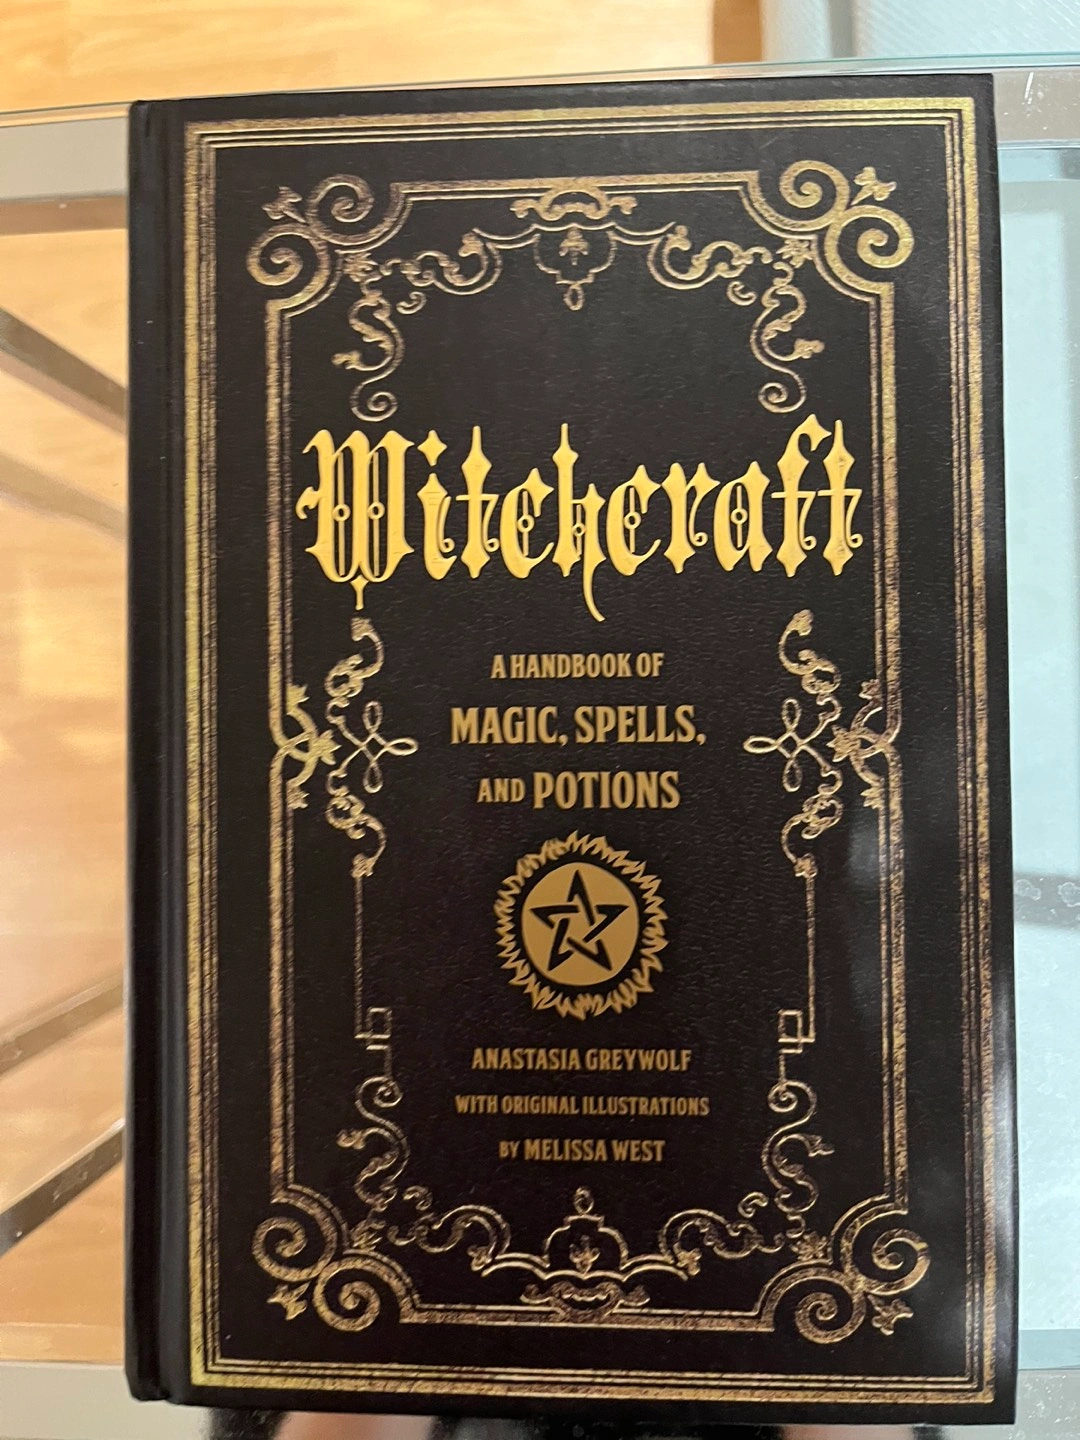 Witchcraft
A HANDBOOK OF
MAGIC, SPELLS,
AND POTIONS
ANASTASIA GREYWOLF
WITH ORIGINAL ILLUSTRATIONS
BY MELISSA WEST